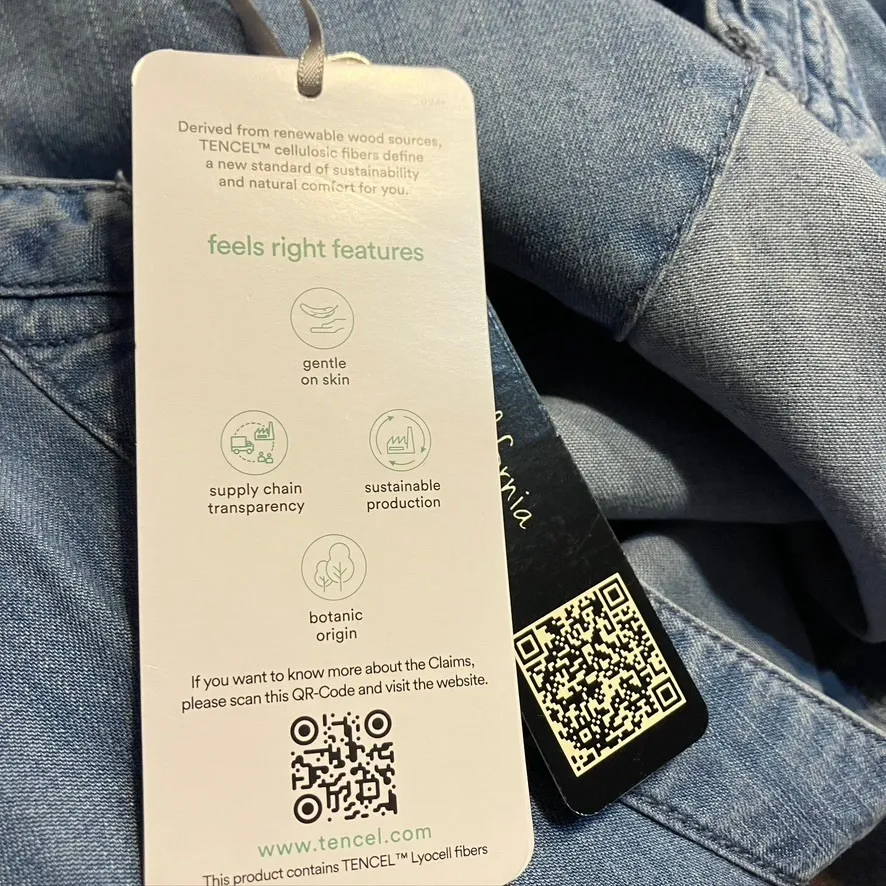 Derived from renewable wood sources,
TENCEL™ cellulosic fibers define
a new standard of sustainability
and natural comfort for you.
feels right features
gentle
on skin
supply chain
transparency
sustainable
production
botanic
origin
If you want to know more about the Claims,
please scan this QR-Code and visit the website.
www.tencel.com
This product contains TENCEL™ Lyocell fibers
fornia